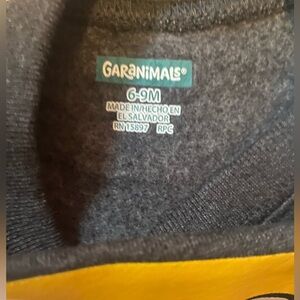 GARANIMALS®
6-9M
MADE IN/HECHO EN
EL SALVADOR
RN 15897 RPC